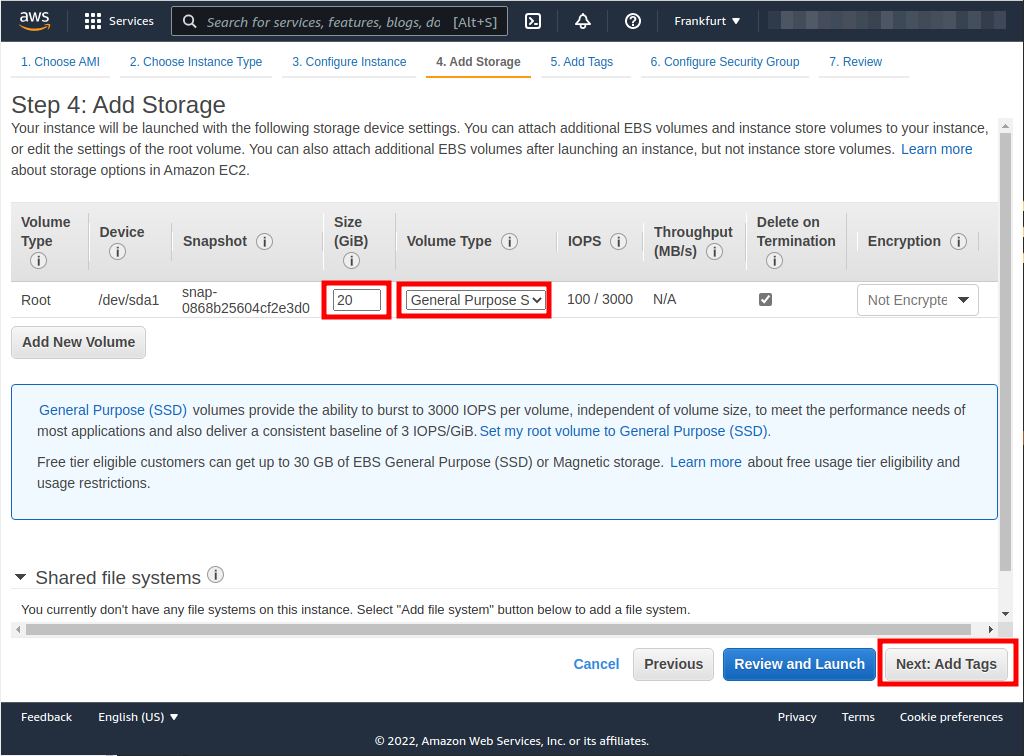 aws Services Search for services, features, blogs, do [Alt+S] Frankfurt
1. Choose AMI 2. Choose Instance Type 3. Configure Instance 4. Add Storage 5. Add Tags 6. Configure Security Group 7. Review
Step 4: Add Storage
Your instance will be launched with the following storage device settings. You can attach additional EBS volumes and instance store volumes to your instance,
or edit the settings of the root volume. You can also attach additional EBS volumes after launching an instance, but not instance store volumes. Learn more
about storage options in Amazon EC2.
Volume Type Device Snapshot Size (GiB) Volume Type IOPS Throughput (MB/s) Delete on Termination Encryption
Root /dev/sda1 snap-0868b25604cf2e3d0 20 General Purpose S 100 / 3000 N/A Not Encrypte
Add New Volume
General Purpose (SSD) volumes provide the ability to burst to 3000 IOPS per volume, independent of volume size, to meet the performance needs of
most applications and also deliver a consistent baseline of 3 IOPS/GiB. Set my root volume to General Purpose (SSD).
Free tier eligible customers can get up to 30 GB of EBS General Purpose (SSD) or Magnetic storage. Learn more about free usage tier eligibility and
usage restrictions.
Shared file systems
You currently don't have any file systems on this instance. Select "Add file system" button below to add a file system.
Cancel Previous Review and Launch Next: Add Tags
Feedback English (US) Privacy Terms Cookie preferences
© 2022, Amazon Web Services, Inc. or its affiliates.